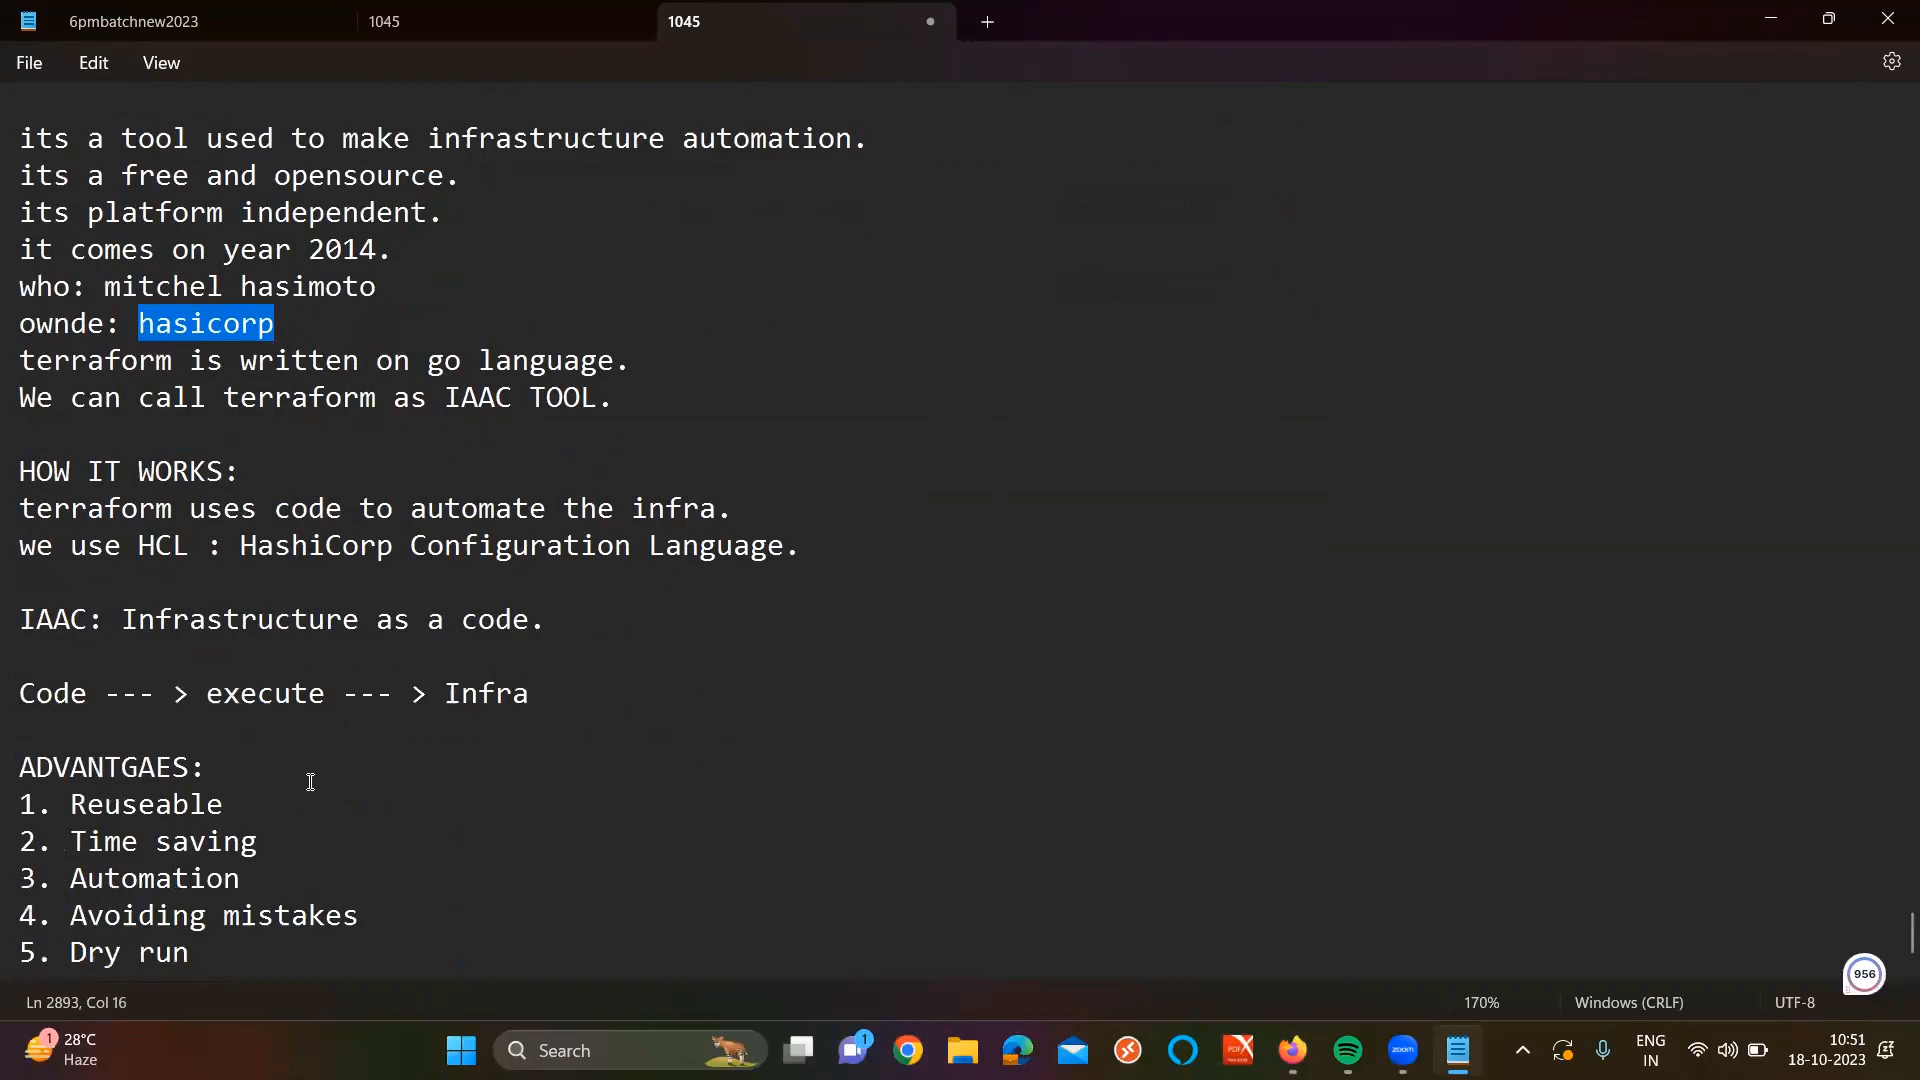 6pmbatchnew2023
1045
1045
File
Edit
View
its a tool used to make infrastructure automation.
its a free and opensource.
its platform independent.
it comes on year 2014.
who: mitchel hasimoto
ownde: hasicorp
terraform is written on go language.
We can call terraform as IAAC TOOL.
HOW IT WORKS:
terraform uses code to automate the infra.
we use HCL : HashiCorp Configuration Language.
IAAC: Infrastructure as a code.
Code --- > execute --- > Infra
ADVANTGAES:
1. Reuseable
2. Time saving
3. Automation
4. Avoiding mistakes
5. Dry run
956
Ln 2893, Col 16
170%
Windows (CRLF)
UTF-8
1
28°C
Haze
Search
1
PDF
zoom
ENG
IN
10:51
18-10-2023